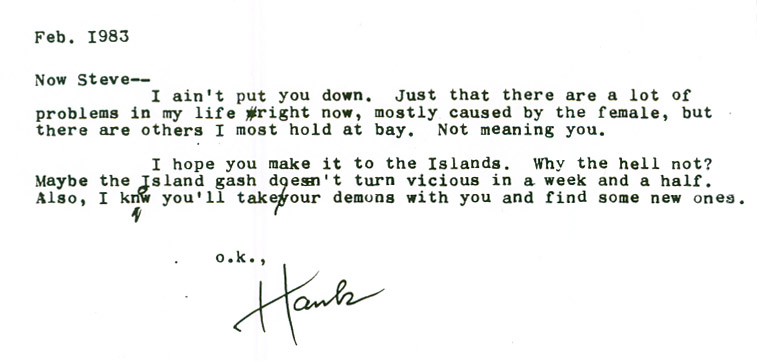 Feb. 1983
Now Steve--
I ain't put you down. Just that there are a lot of
problems in my life right now, mostly caused by the female, but
there are others I most hold at bay. Not meaning you.
I hope you make it to the Islands. Why the hell not?
Maybe the Island gash doesn't turn vicious in a week and a half.
Also, I know you'll take your demons with you and find some new ones.
o.k.,
Hank